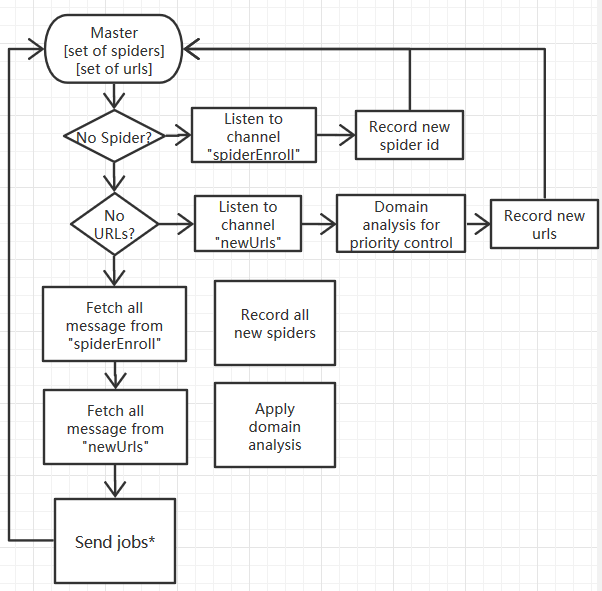 Master
[set of spiders]
[set of urls]
No Spider?
Listen to
channel
"spiderEnroll"
Record new
spider id
No
URLs?
Listen to
channel
"newUrls"
Domain
analysis for
priority control
Record new
urls
Fetch all
message from
"spiderEnroll"
Record all
new spiders
Fetch all
message from
"newUrls"
Apply
domain
analysis
Send jobs*